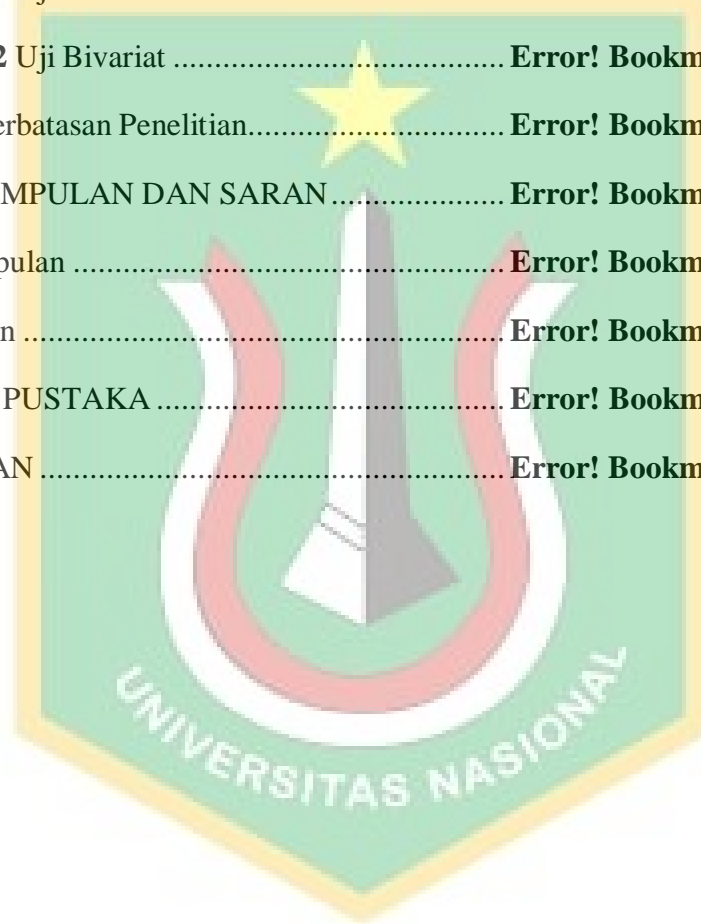 2 Uji Bivariat ........................................ Error! Bookm
erbatasan Penelitian............................... Error! Bookm
MPULAN DAN SARAN..................... Error! Bookm
pulan .................................................... Error! Bookm
n .......................................................... Error! Bookm
PUSTAKA .......................................... Error! Bookm
AN ........................................................ Error! Bookm
UNIVERSITAS NASIONAL